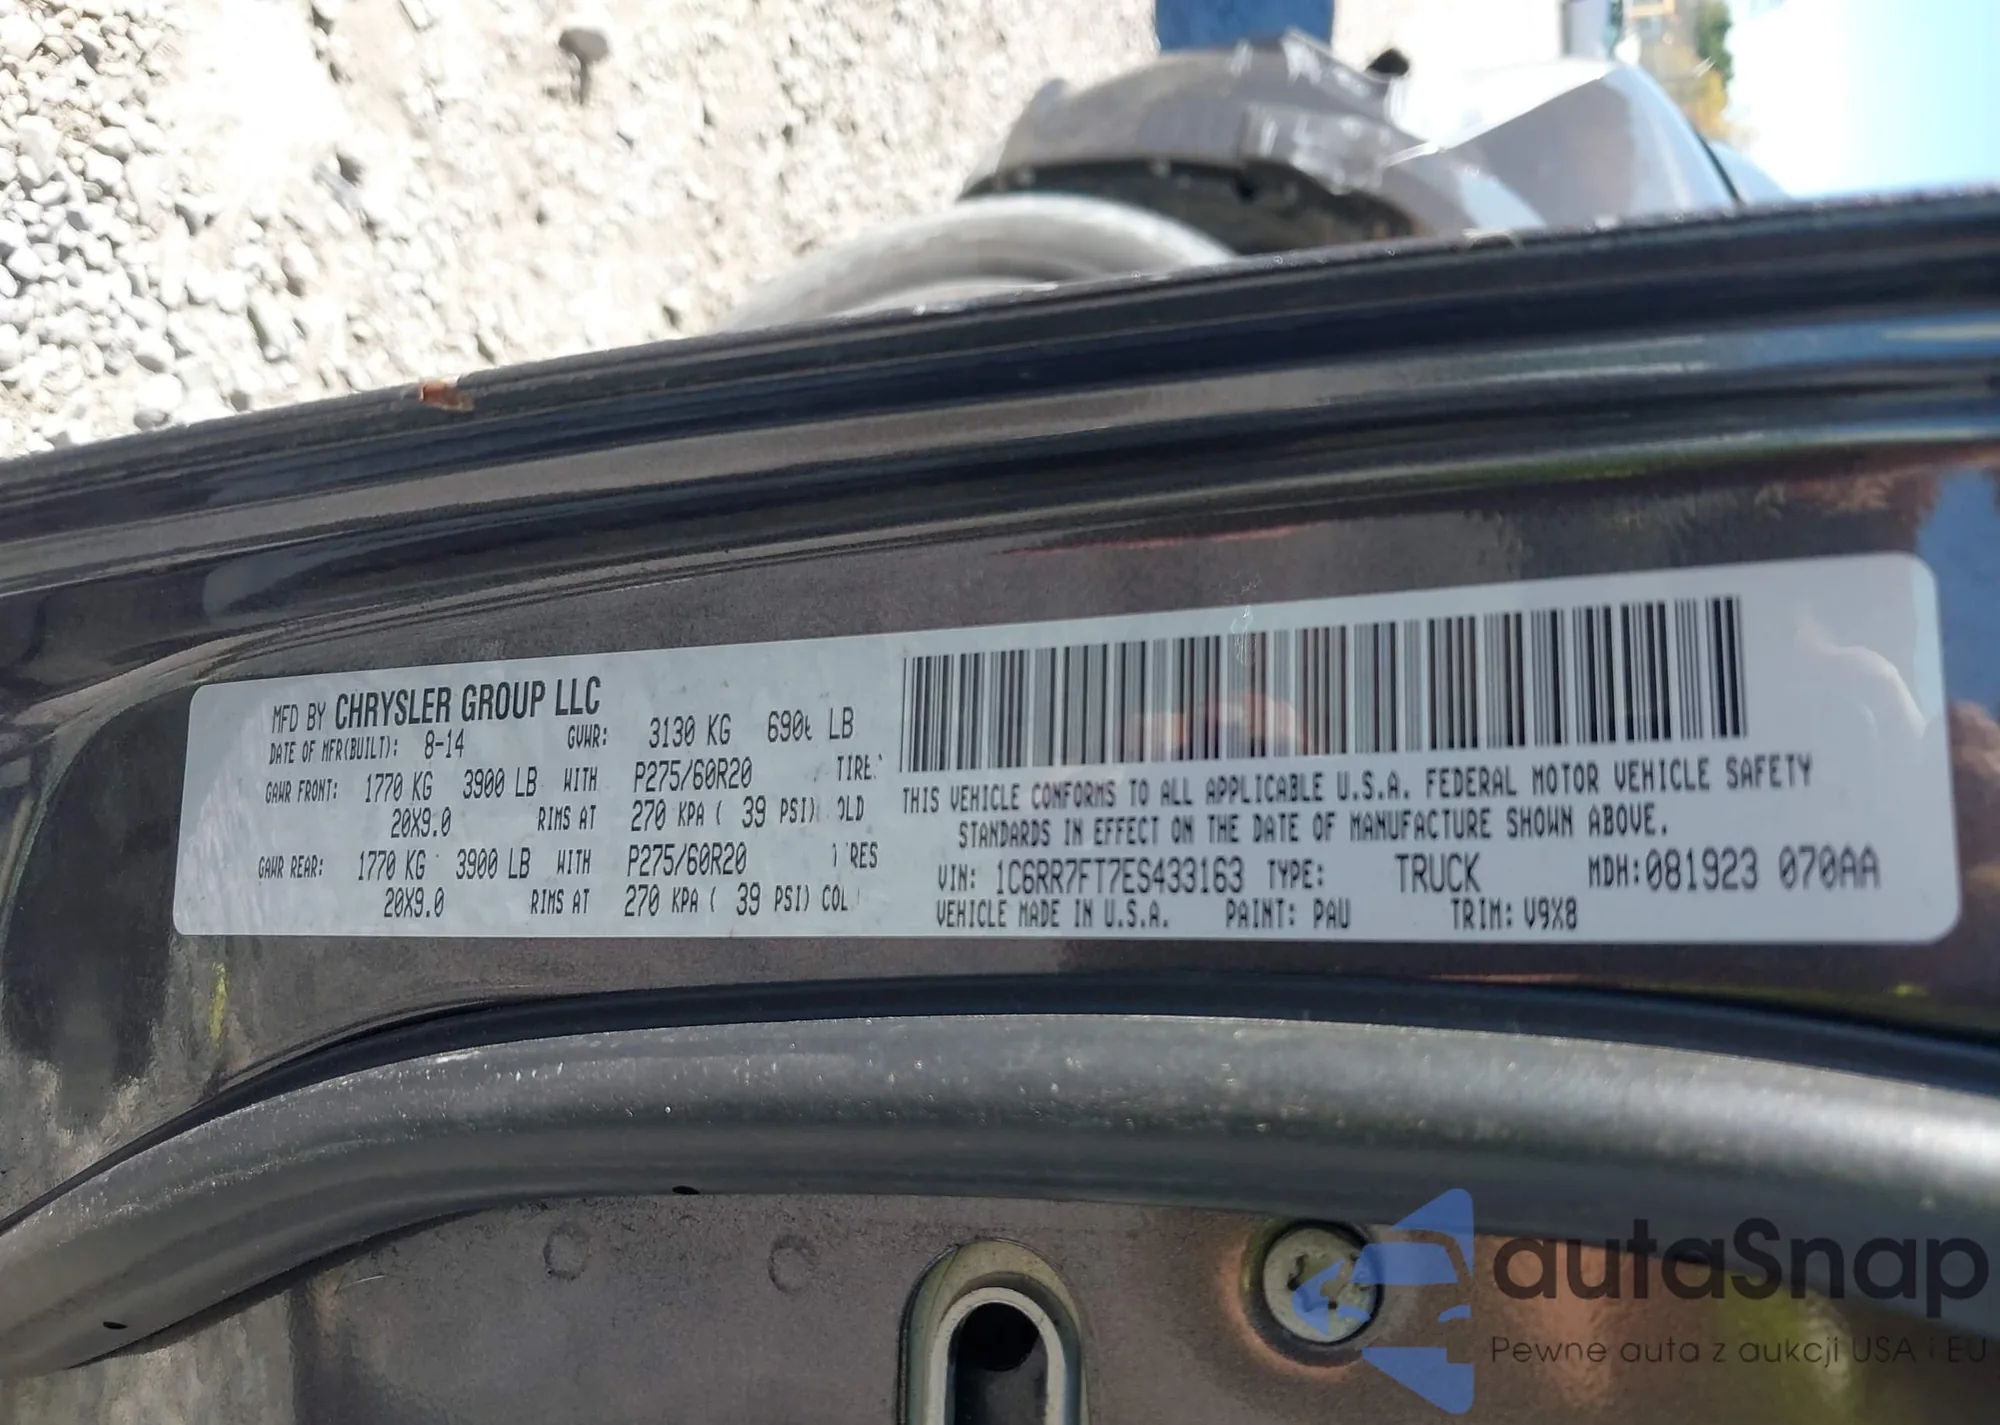 MFD BY CHRYSLER GROUP LLC
DATE OF MFR(BUILT): 8-14 GVWR: 3130 KG LB
GAWR FRONT: 1770 KG 3900 LB WITH P275/60R20
20X9.0 RIMS AT 270 KPA ( 39 PSI)
GAWR REAR: 1770 KG 3900 LB WITH P275/60R20
20X9.0 RIMS AT 270 KPA ( 39 PSI)
THIS VEHICLE CONFORMS TO ALL APPLICABLE U.S.A. FEDERAL MOTOR VEHICLE SAFETY
STANDARDS IN EFFECT ON THE DATE OF MANUFACTURE SHOWN ABOVE.
VIN: 1C6RR7FT7ES433163 TYPE: TRUCK MDH:081923 070AA
VEHICLE MADE IN U.S.A. PAINT: PAU TRIM: V9X8
autaSnap
Pewne auta z aukcji USA i EU